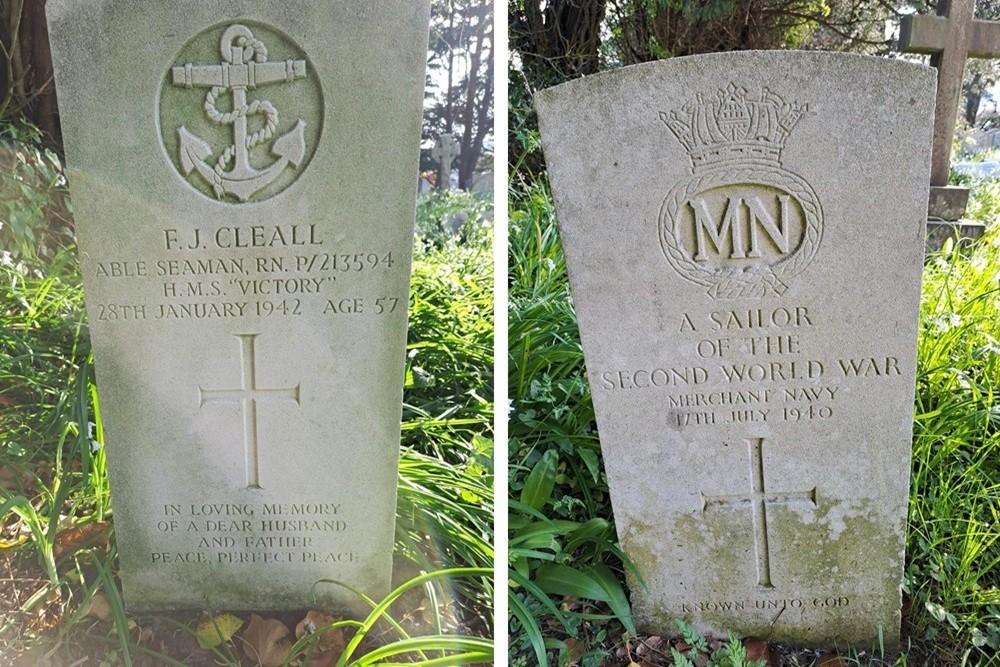 F.J. CLEALL
ABLE SEAMAN, RN. P/213594
H.M.S. "VICTORY"
28TH JANUARY 1942 AGE 57
IN LOVING MEMORY
OF A DEAR HUSBAND
AND FATHER
PEACE, PERFECT PEACE
MN
A SAILOR
OF THE
SECOND WORLD WAR
MERCHANT NAVY
17TH JULY 1940
KNOWN UNTO GOD